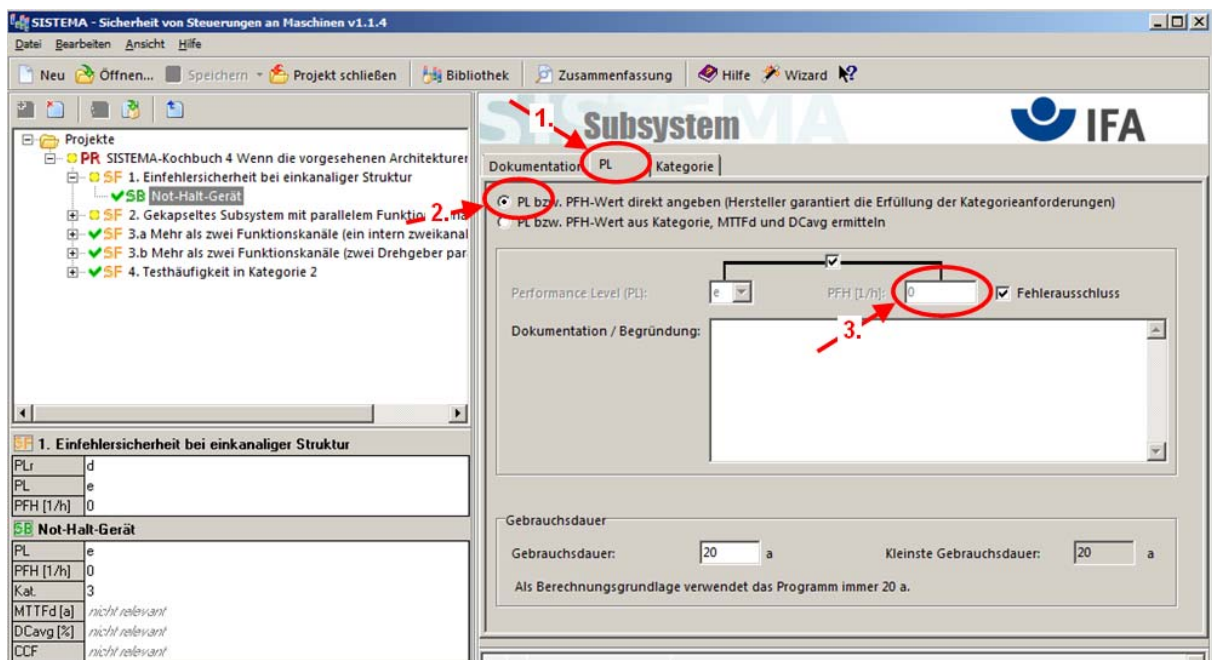 SISTEMA - Sicherheit von Steuerungen an Maschinen v1.1.4
Datei Bearbeiten Ansicht Hilfe
Neu Öffnen... Speichern Projekt schließen Bibliothek Zusammenfassung Hilfe Wizard
Projekte
PR SISTEMA-Kochbuch 4 Wenn die vorgesehenen Architekturen
SF 1. Einfehlersicherheit bei einkanaliger Struktur
SB Not-Halt-Gerät
SF 2. Gekapseltes Subsystem mit parallelem
SF 3.a Mehr als zwei Funktionskanäle (ein intern zweikanal
SF 3.b Mehr als zwei Funktionskanäle (zwei Drehgeber par
SF 4. Testhäufigkeit in Kategorie 2
SF 1. Einfehlersicherheit bei einkanaliger Struktur
PLr d
PL e
PFH [1/h] 0
SB Not-Halt-Gerät
PL e
PFH [1/h] 0
Kat. 3
MTTFd [a] nicht relevant
DCavg [%] nicht relevant
CCF nicht relevant
SISTEMA
Subsystem
IFA
1.
Dokumentation PL Kategorie
2.
PL bzw. PFH-Wert direkt angeben (Hersteller garantiert die Erfüllung der Kategorieanforderungen)
PL bzw. PFH-Wert aus Kategorie, MTTFd und DCavg ermitteln
Performance Level (PL): e PFH [1/h]: 0 Fehlerausschluss
3.
Dokumentation / Begründung:
Gebrauchsdauer
Gebrauchsdauer: 20 a Kleinste Gebrauchsdauer: 20 a
Als Berechnungsgrundlage verwendet das Programm immer 20 a.